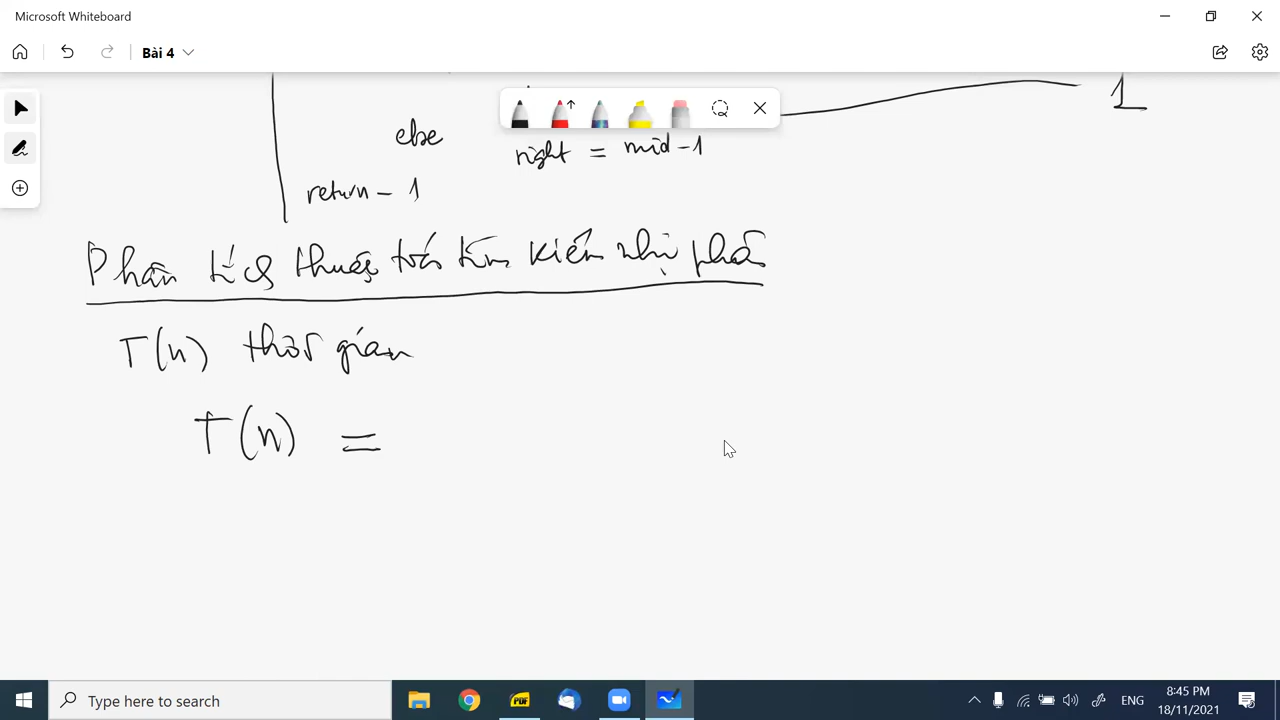 Microsoft Whiteboard
Bài 4
1
else
right = mid - 1
return - 1
Phân tích thuật toán tìm kiếm nhị phân
T(n) thời gian
T(n) =
Type here to search
ENG
8:45 PM
18/11/2021